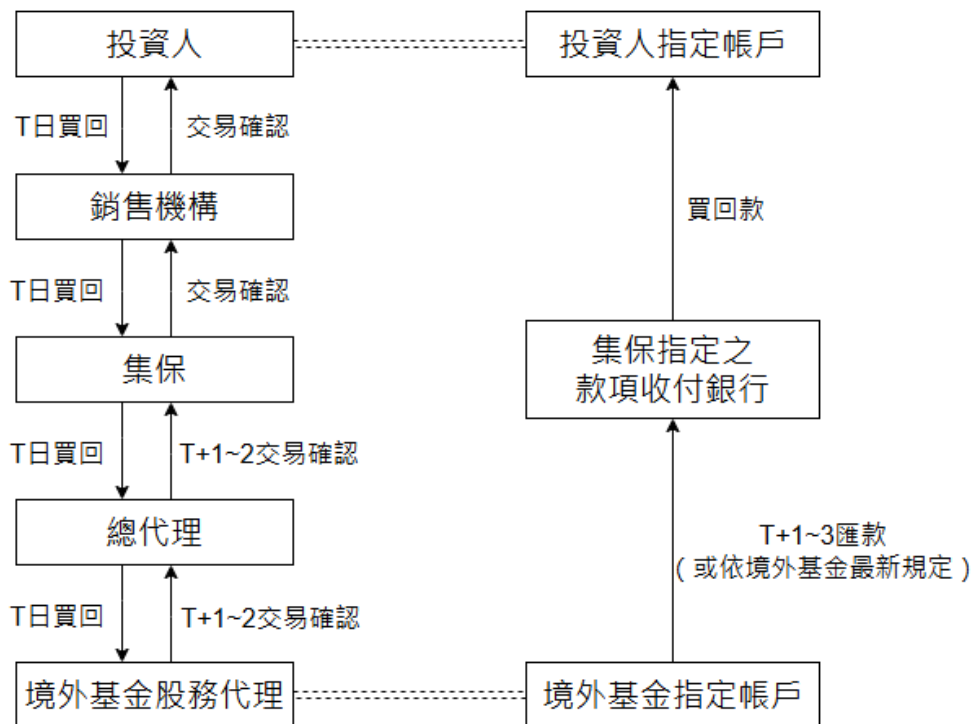 投資人
投資人指定帳戶
T日買回
交易確認
銷售機構
買回款
T日買回
交易確認
集保
集保指定之
款項收付銀行
T日買回
T+1~2交易確認
總代理
T+1~3匯款
(或依境外基金最新規定)
T日買回
T+1~2交易確認
境外基金股務代理
境外基金指定帳戶